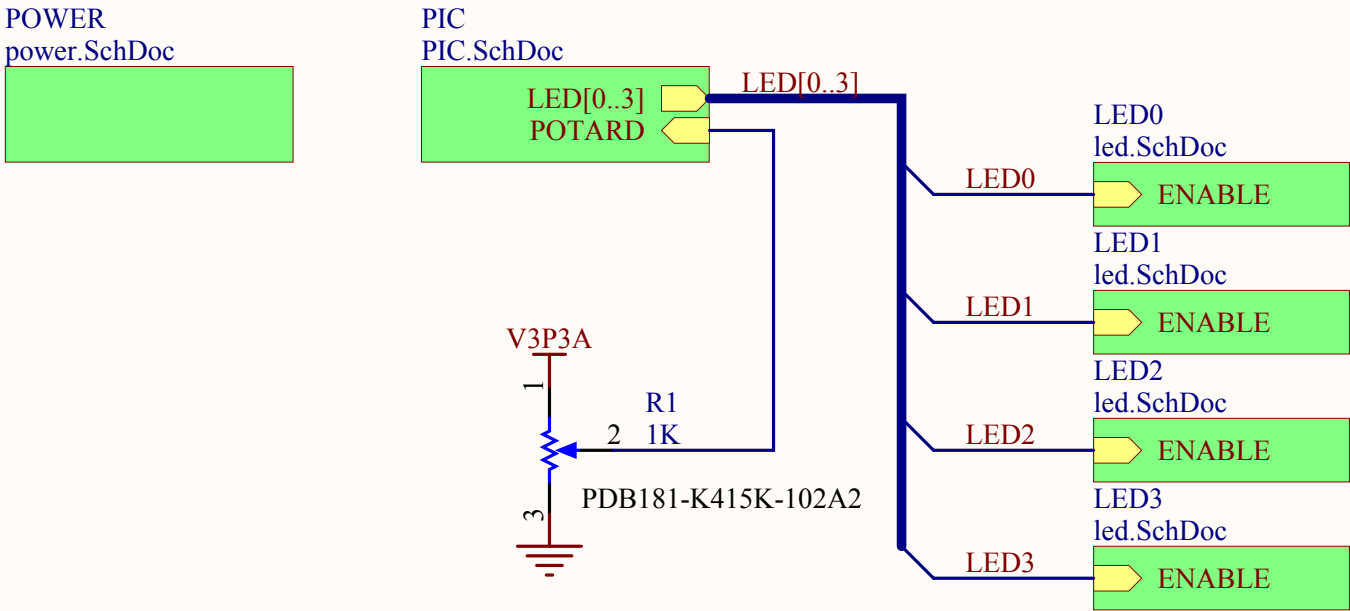 POWER
power.SchDoc
PIC
PIC.SchDoc
LED[0..3]
POTARD
LED[0..3]
LED0
led.SchDoc
LED0
ENABLE
LED1
led.SchDoc
LED1
ENABLE
LED2
led.SchDoc
LED2
ENABLE
LED3
led.SchDoc
LED3
ENABLE
V3P3A
1
R1
2
1K
PDB181-K415K-102A2
3